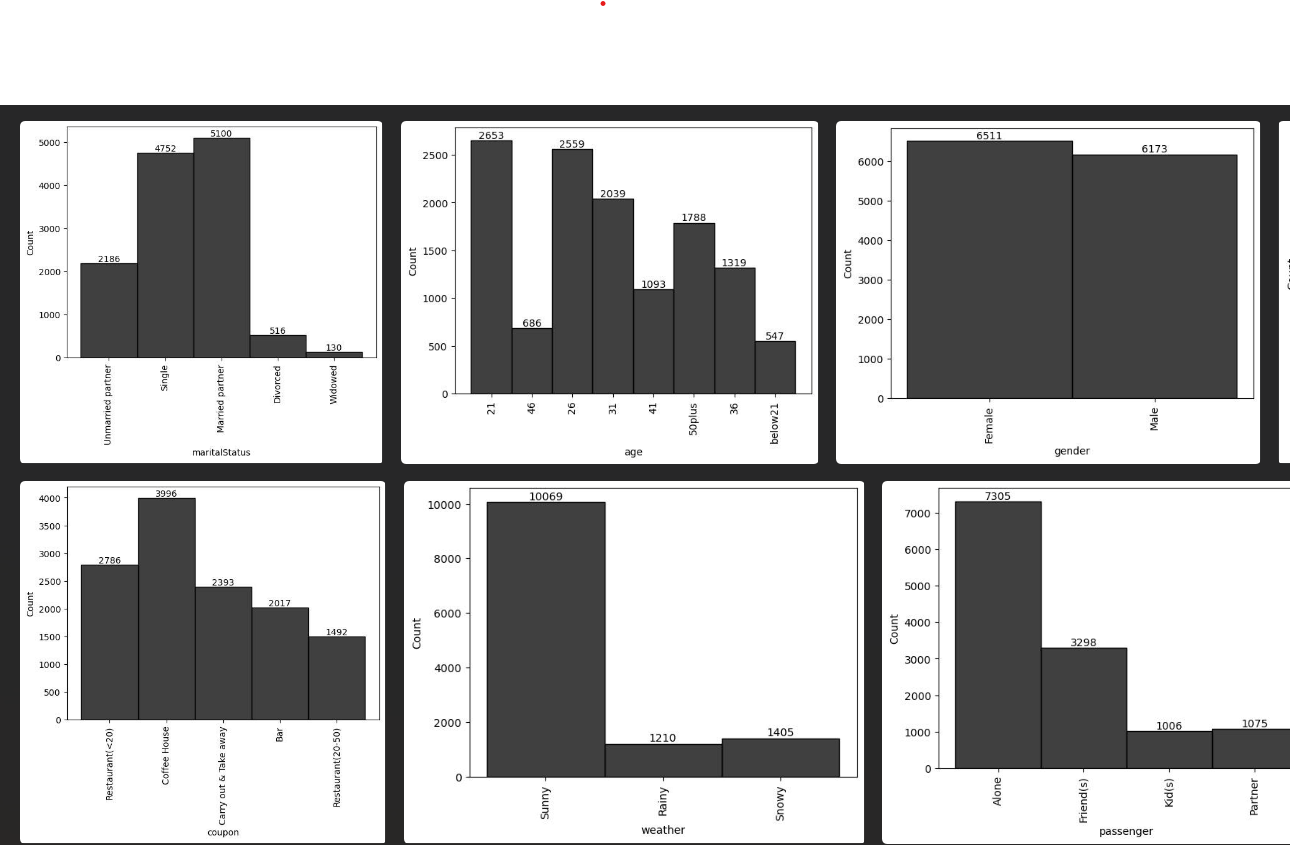 5100
4752
2186
516
130
5000
4000
3000
2000
1000
0
Count
Unmarried partner
Single
Married partner
Divorced
Widowed
maritalStatus
2653
686
2559
2039
1093
1788
1319
547
2500
2000
1500
1000
500
0
Count
21
46
26
31
41
50plus
36
below21
age
6511
6173
6000
5000
4000
3000
2000
1000
0
Count
Female
Male
gender
2786
3996
2393
2017
1492
4000
3500
3000
2500
2000
1500
1000
500
0
Count
Restaurant(<20)
Coffee House
Carry out & Take away
Bar
Restaurant(20-50)
coupon
10069
1210
1405
10000
8000
6000
4000
2000
0
Count
Sunny
Rainy
Snowy
weather
7305
3298
1006
1075
7000
6000
5000
4000
3000
2000
1000
0
Count
Alone
Friend(s)
Kid(s)
Partner
passenger